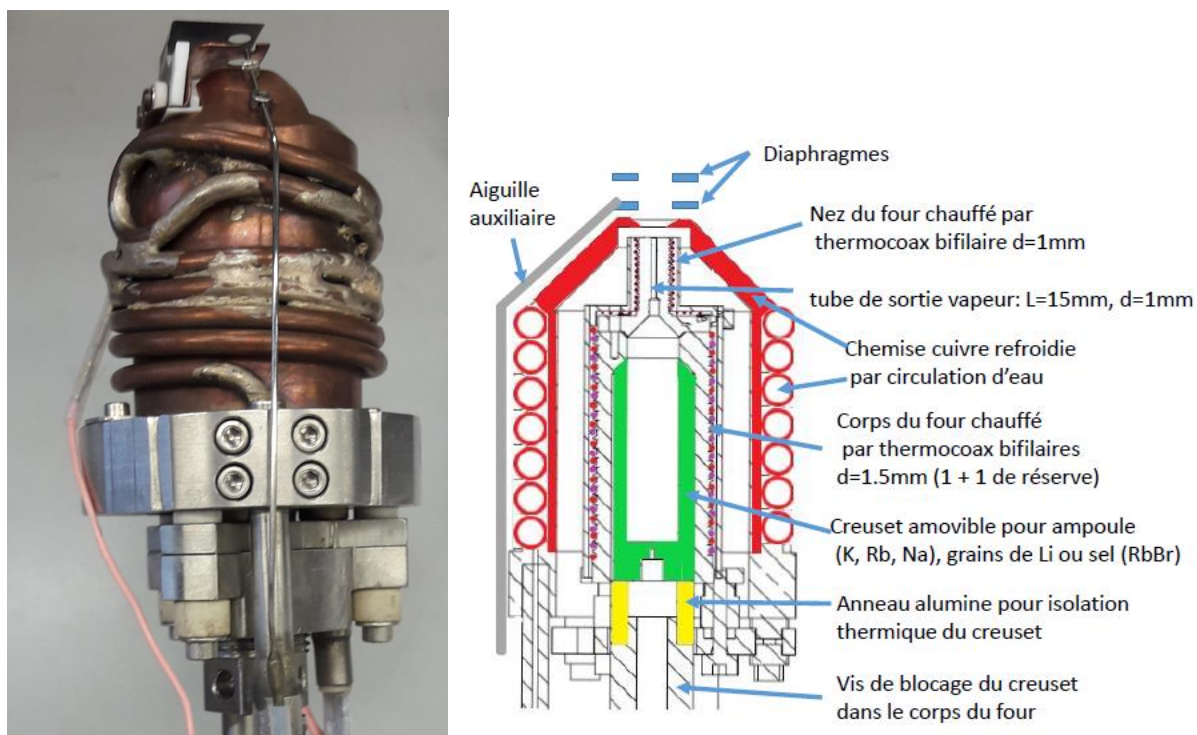 Diaphragmes
Aiguille
auxiliaire
Nez du four chauffé par
thermocoax bifilaire d=1mm
tube de sortie vapeur: L=15mm, d=1mm
Chemise cuivre refroidie
par circulation d'eau
Corps du four chauffé
par thermocoax bifilaires
d=1.5mm (1 + 1 de réserve)
Creuset amovible pour ampoule
(K, Rb, Na), grains de Li ou sel (RbBr)
Anneau alumine pour isolation
thermique du creuset
Vis de blocage du creuset
dans le corps du four